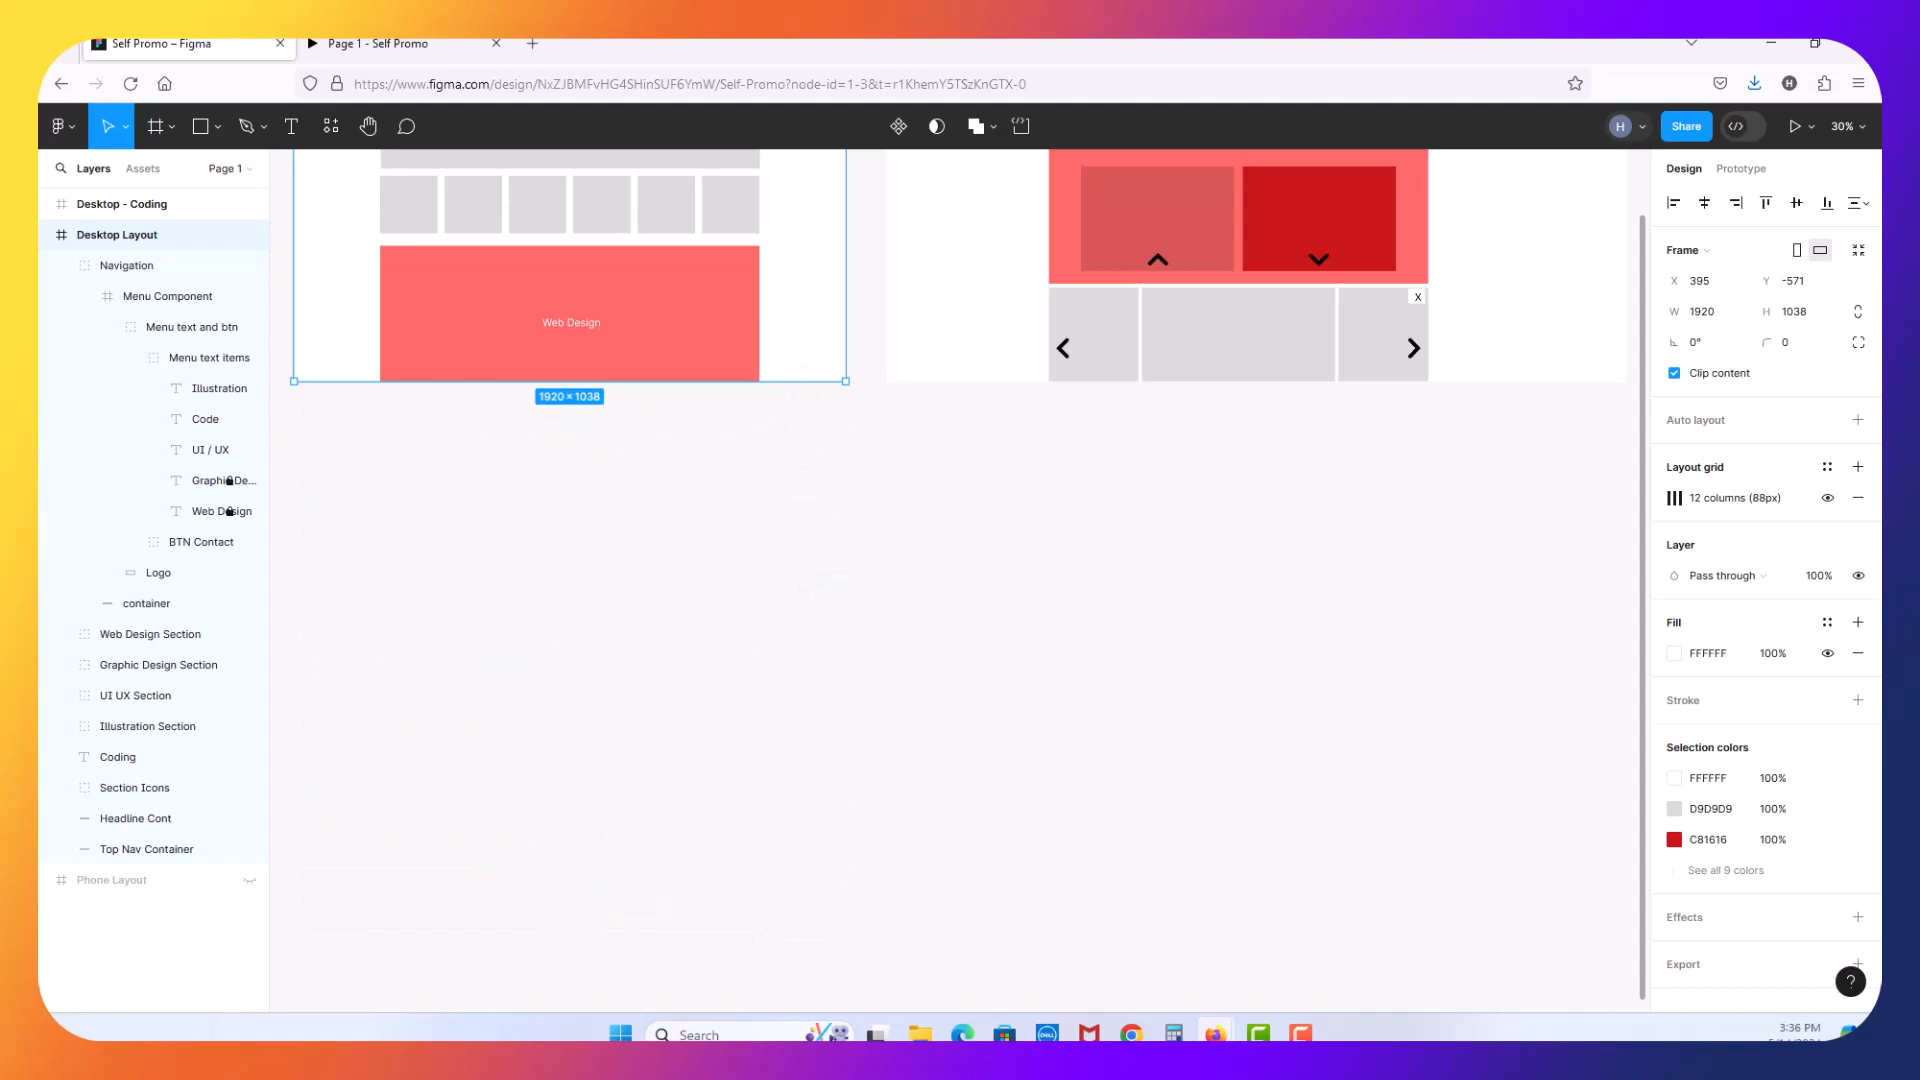 Self Promo – Figma
Page 1 - Self Promo
https://www.figma.com/design/NxZJBMFvHG4SHinSUF6YmW/Self-Promo?node-id=1-3&t=r1KhemY5TSzKnGTX-0
H
H
Share
30%
Layers
Assets
Page 1
Design
Prototype
Desktop - Coding
Desktop Layout
Navigation
Menu Component
Menu text and btn
Menu text items
Illustration
Code
UI / UX
Graphic De...
Web Design
BTN Contact
Logo
container
Web Design Section
Graphic Design Section
UI UX Section
Illustration Section
Coding
Section Icons
Headline Cont
Top Nav Container
Phone Layout
Web Design
1920 × 1038
X
Frame
X 395
Y -571
W 1920
H 1038
0°
0
Clip content
Auto layout
Layout grid
12 columns (88px)
Layer
Pass through 100%
Fill
FFFFFF 100%
Stroke
Selection colors
FFFFFF 100%
D9D9D9 100%
C81616 100%
See all 9 colors
Effects
Export
?
Search
DELL
3:36 PM